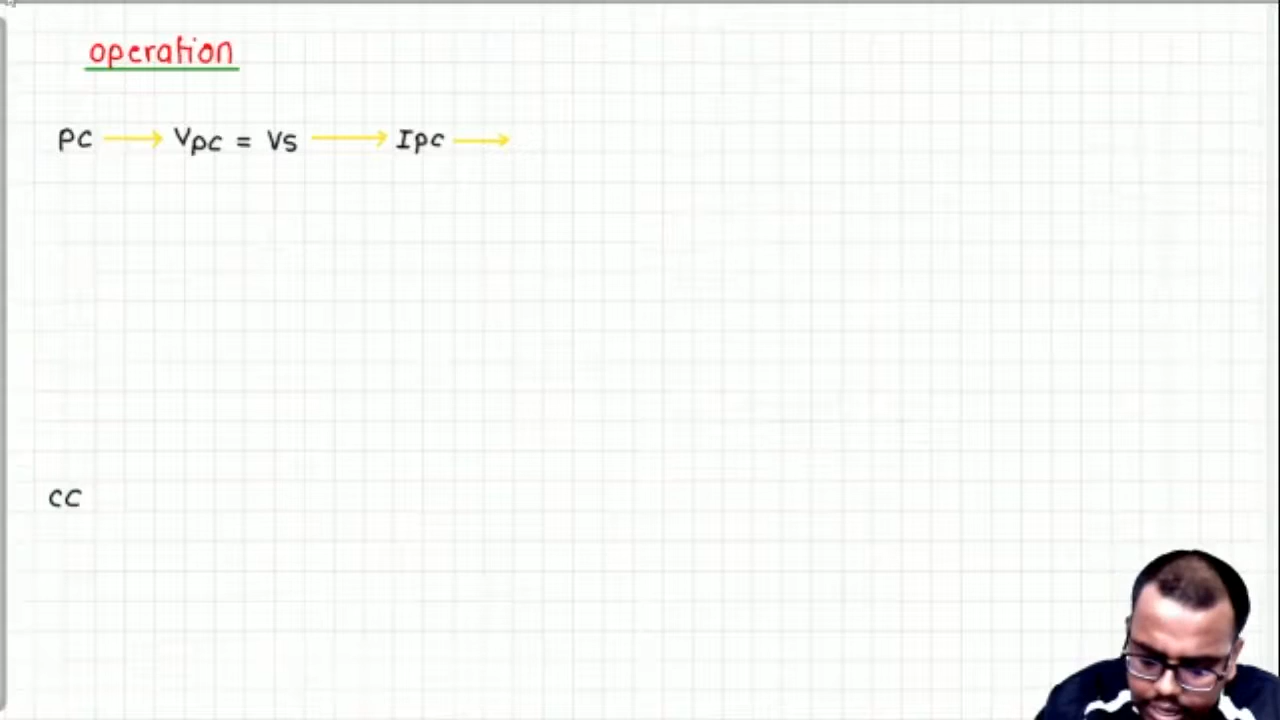 operation
PC → VPC = VS → IPC →
CC